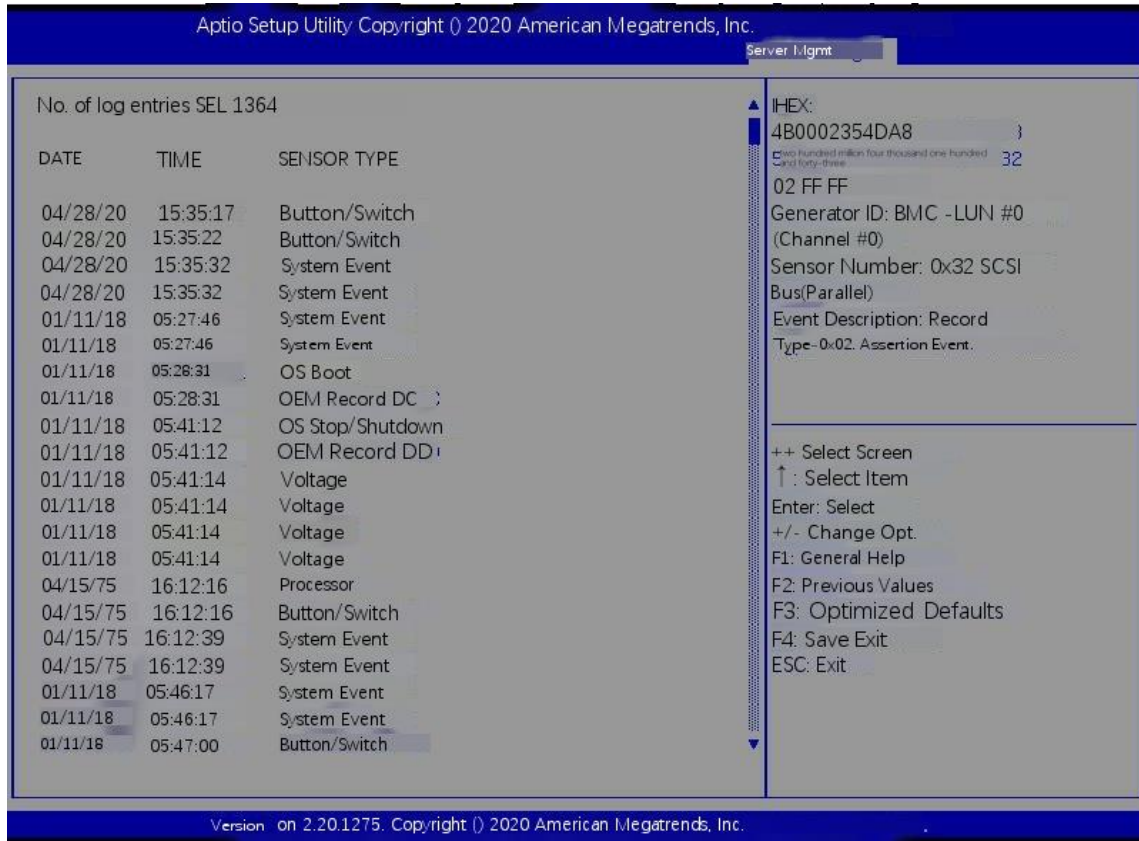 Aptio Setup Utility Copyright () 2020 American Megatrends, Inc.
Server Mgmt
No. of log entries SEL 1364
DATE TIME SENSOR TYPE
04/28/20 15:35:17 Button/Switch
04/28/20 15:35:22 Button/Switch
04/28/20 15:35:32 System Event
04/28/20 15:35:32 System Event
01/11/18 05:27:46 System Event
01/11/18 05:27:46 System Event
01/11/18 05:28:31 OS Boot
01/11/18 05:28:31 OEM Record DC
01/11/18 05:41:12 OS Stop/Shutdown
01/11/18 05:41:12 OEM Record DD
01/11/18 05:41:14 Voltage
01/11/18 05:41:14 Voltage
01/11/18 05:41:14 Voltage
01/11/18 05:41:14 Voltage
04/15/75 16:12:16 Processor
04/15/75 16:12:16 Button/Switch
04/15/75 16:12:39 System Event
04/15/75 16:12:39 System Event
01/11/18 05:46:17 System Event
01/11/18 05:46:17 System Event
01/11/18 05:47:00 Button/Switch
HEX:
4B0002354DA8
two hundred million four thousand one hundred
and forty-three 32
02 FF FF
Generator ID: BMC -LUN #0
(Channel #0)
Sensor Number: 0x32 SCSI
Bus(Parallel)
Event Description: Record
Type-0x02. Assertion Event.
++ Select Screen
↑ : Select Item
Enter: Select
+/- Change Opt.
F1: General Help
F2: Previous Values
F3: Optimized Defaults
F4: Save Exit
ESC: Exit
Version on 2.20.1275. Copyright () 2020 American Megatrends, Inc.